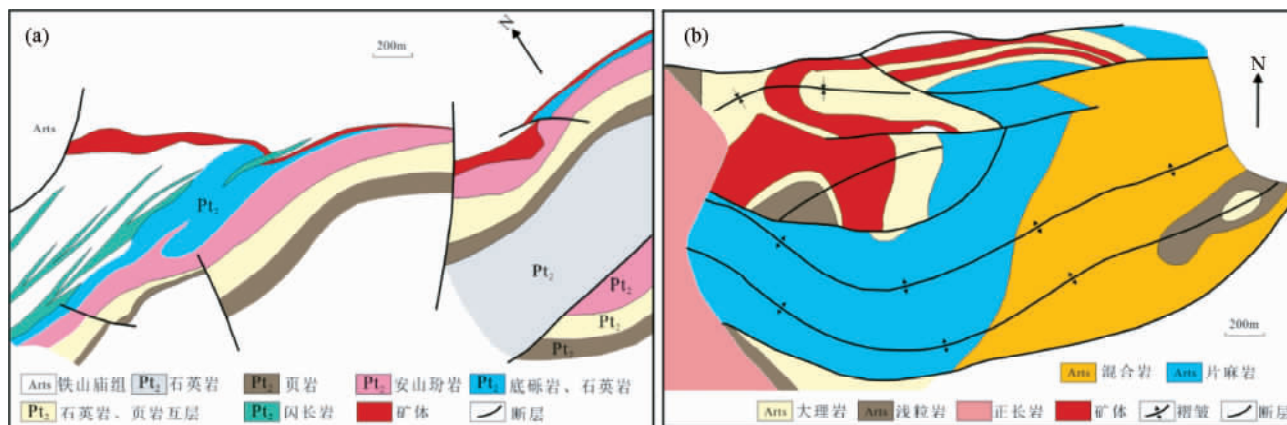 (a)
200m
N
Arts
Pt₂
Pt₂
Pt₂
Pt₂
Pt₂
Arts 铁山庙组
Pt₂ 石英岩
Pt₂ 页岩
Pt₂ 安山玢岩
Pt₂ 底砾岩、石英岩
Pt₂ 石英岩、页岩互层
Pt₂ 闪长岩
矿体
断层
(b)
N
200m
Arts 混合岩
Arts 片麻岩
Arts 大理岩
Arts 浅粒岩
正长岩
矿体
褶皱
断层